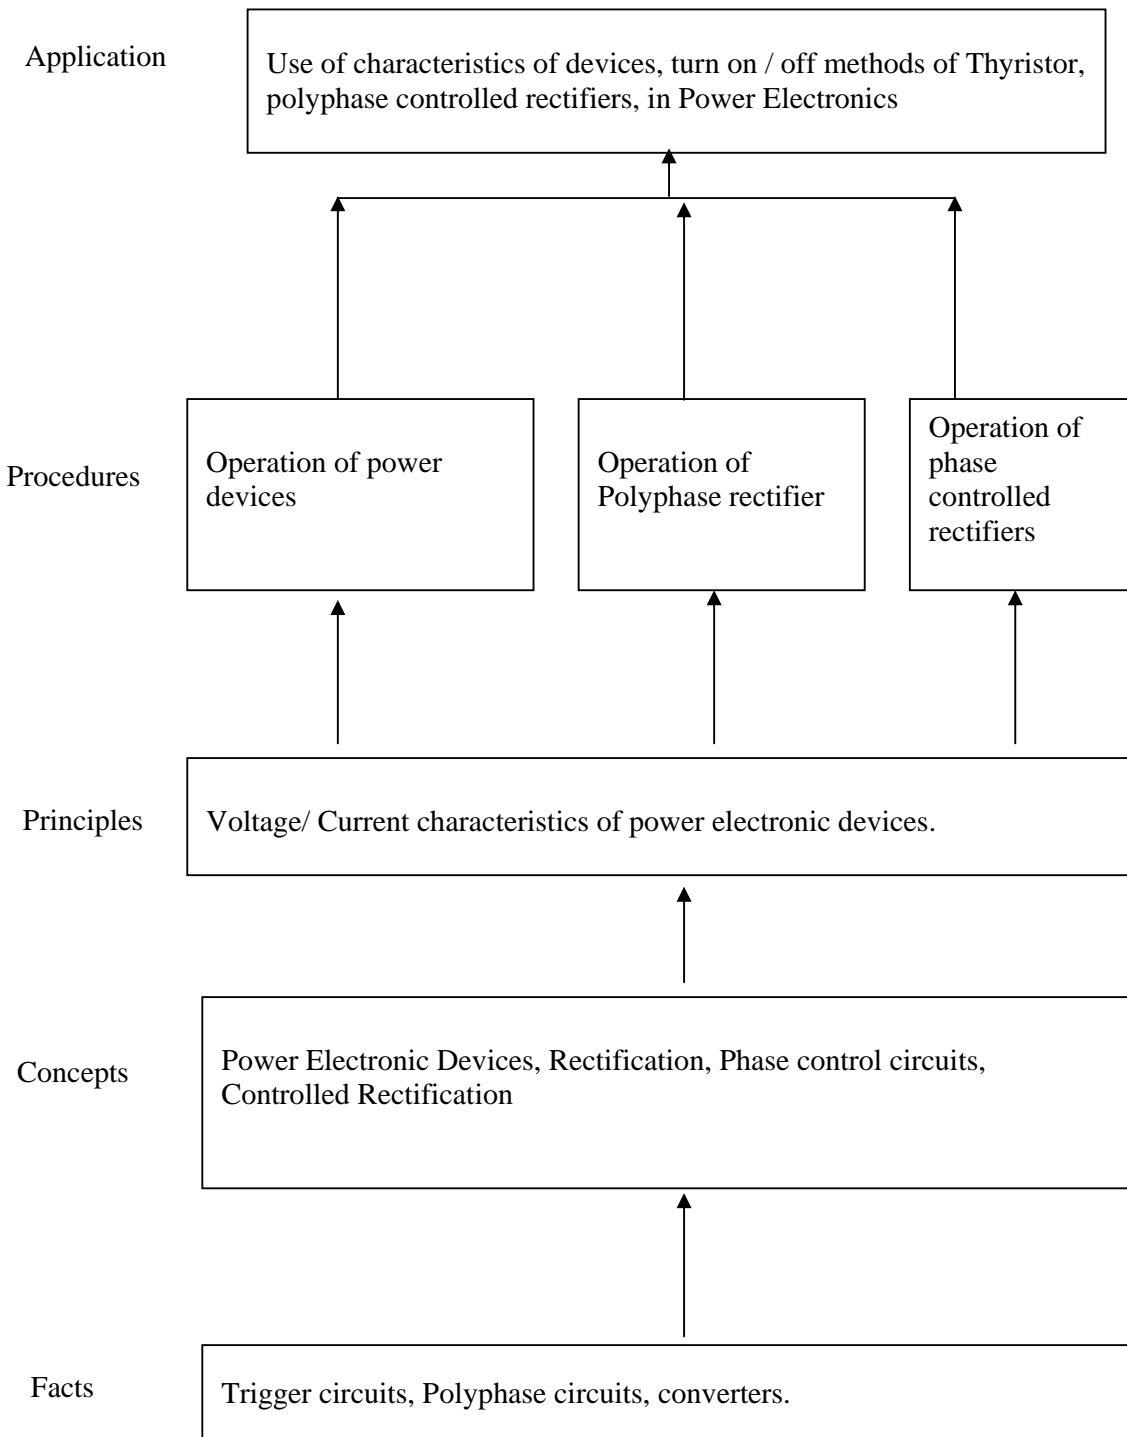 Application
Use of characteristics of devices, turn on / off methods of Thyristor,
polyphase controlled rectifiers, in Power Electronics
Procedures
Operation of power
devices
Operation of
Polyphase rectifier
Operation of
phase
controlled
rectifiers
Principles
Voltage/ Current characteristics of power electronic devices.
Concepts
Power Electronic Devices, Rectification, Phase control circuits,
Controlled Rectification
Facts
Trigger circuits, Polyphase circuits, converters.